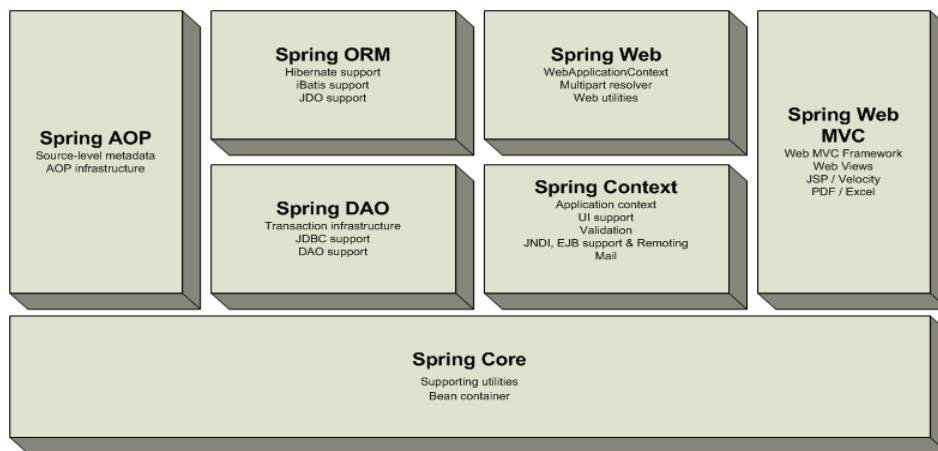 Spring AOP
Source-level metadata
AOP infrastructure
Spring ORM
Hibernate support
iBatis support
JDO support
Spring Web
WebApplicationContext
Multipart resolver
Web utilities
Spring Web
MVC
Web MVC Framework
Web Views
JSP / Velocity
PDF / Excel
Spring DAO
Transaction infrastructure
JDBC support
DAO support
Spring Context
Application context
UI support
Validation
JNDI, EJB support & Remoting
Mail
Spring Core
Supporting utilities
Bean container